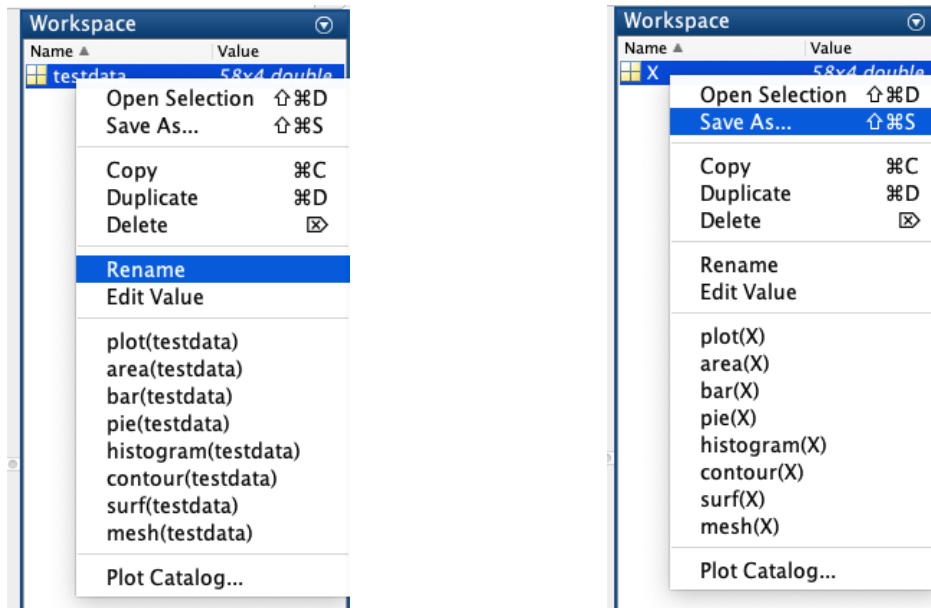 Workspace
Name Value
testdata 58x4 double
Open Selection ⇧⌘D
Save As... ⇧⌘S
Copy ⌘C
Duplicate ⌘D
Delete ⌦
Rename
Edit Value
plot(testdata)
area(testdata)
bar(testdata)
pie(testdata)
histogram(testdata)
contour(testdata)
surf(testdata)
mesh(testdata)
Plot Catalog...
Workspace
Name Value
X 58x4 double
Open Selection ⇧⌘D
Save As... ⇧⌘S
Copy ⌘C
Duplicate ⌘D
Delete ⌦
Rename
Edit Value
plot(X)
area(X)
bar(X)
pie(X)
histogram(X)
contour(X)
surf(X)
mesh(X)
Plot Catalog...